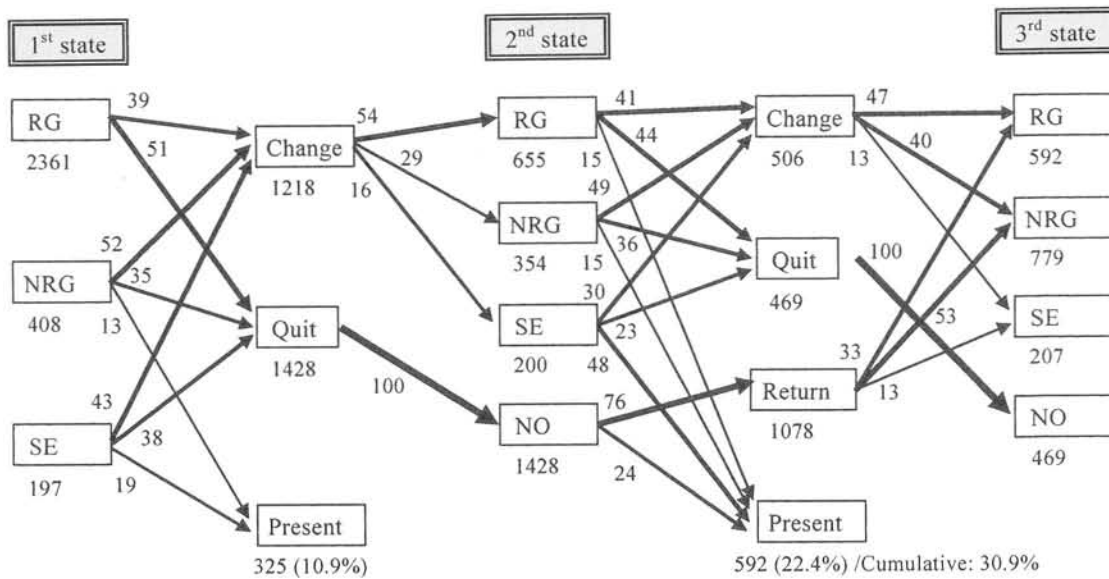 1st state 2nd state 3rd state
RG 39 54 RG 41 Change 47 RG
2361 51 Change 29 655 15 44 506 13 40 592
1218 16 49
52 NRG 36 NRG
NRG 35 354 15 Quit 100 779
408 13 30 469
Quit SE 23 53 SE
1428 200 48 33 207
43 100 76 Return 13
SE 38 NO 1078 NO
197 19 1428 24 469
Present Present
325 (10.9%) 592 (22.4%) /Cumulative: 30.9%